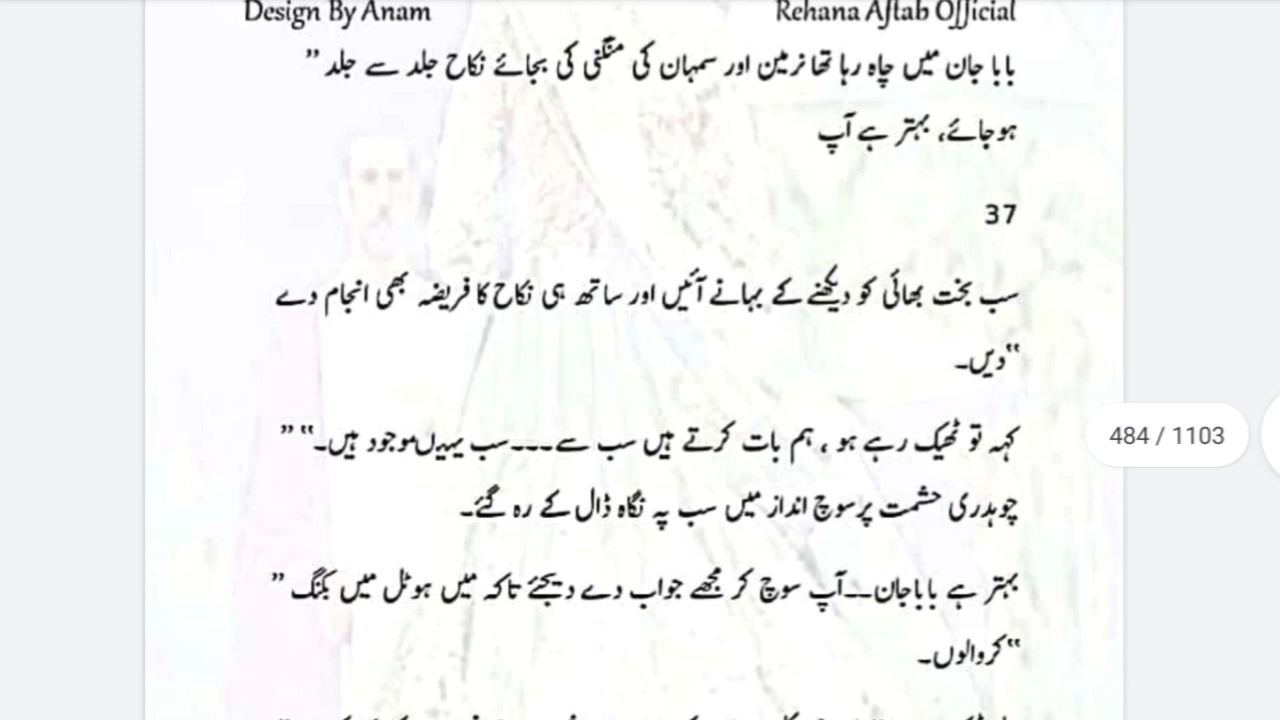 Design By Anam Rehana Aftab Official
بابا جان میں چاہ رہا تھا نرمین اور سمہان کی منگنی کی بجائے نکاح جلد سے جلد ”
ہوجائے، بہتر ہے آپ
37
سب بخت بھائی کو دیکھنے کے بہانے آئیں اور ساتھ ہی نکاح کا فریضہ بھی انجام دے
“دیں۔
کہہ تو ٹھیک رہے ہو ، ہم بات کرتے ہیں سب سے۔۔۔سب یہیں موجود ہیں۔“ ”
چوہدری حشمت پرسوچ انداز میں سب پہ نگاہ ڈال کے رہ گئے۔
484 / 1103
بہتر ہے باباجان۔۔آپ سوچ کر مجھے جواب دے دیجئے تاکہ میں ہوٹل میں بکنگ ”
“کروالوں۔